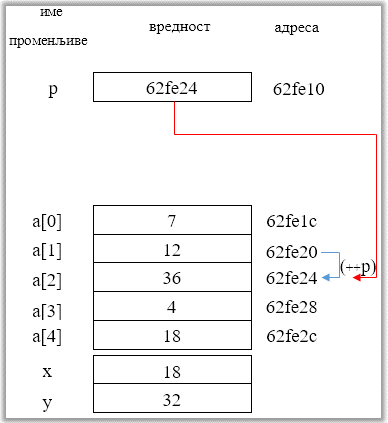 име
променљиве вредност адреса
p 62fe24 62fe10
a[0] 7 62fe1c
a[1] 12 62fe20
(++p)
a[2] 36 62fe24
a[3] 4 62fe28
a[4] 18 62fe2c
x 18
y 32